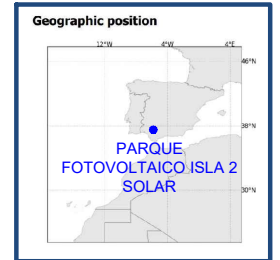 Geographic position
12°W 4°W 4°E
46°N
38°N
PARQUE
FOTOVOLTAICO ISLA 2
SOLAR
30°N